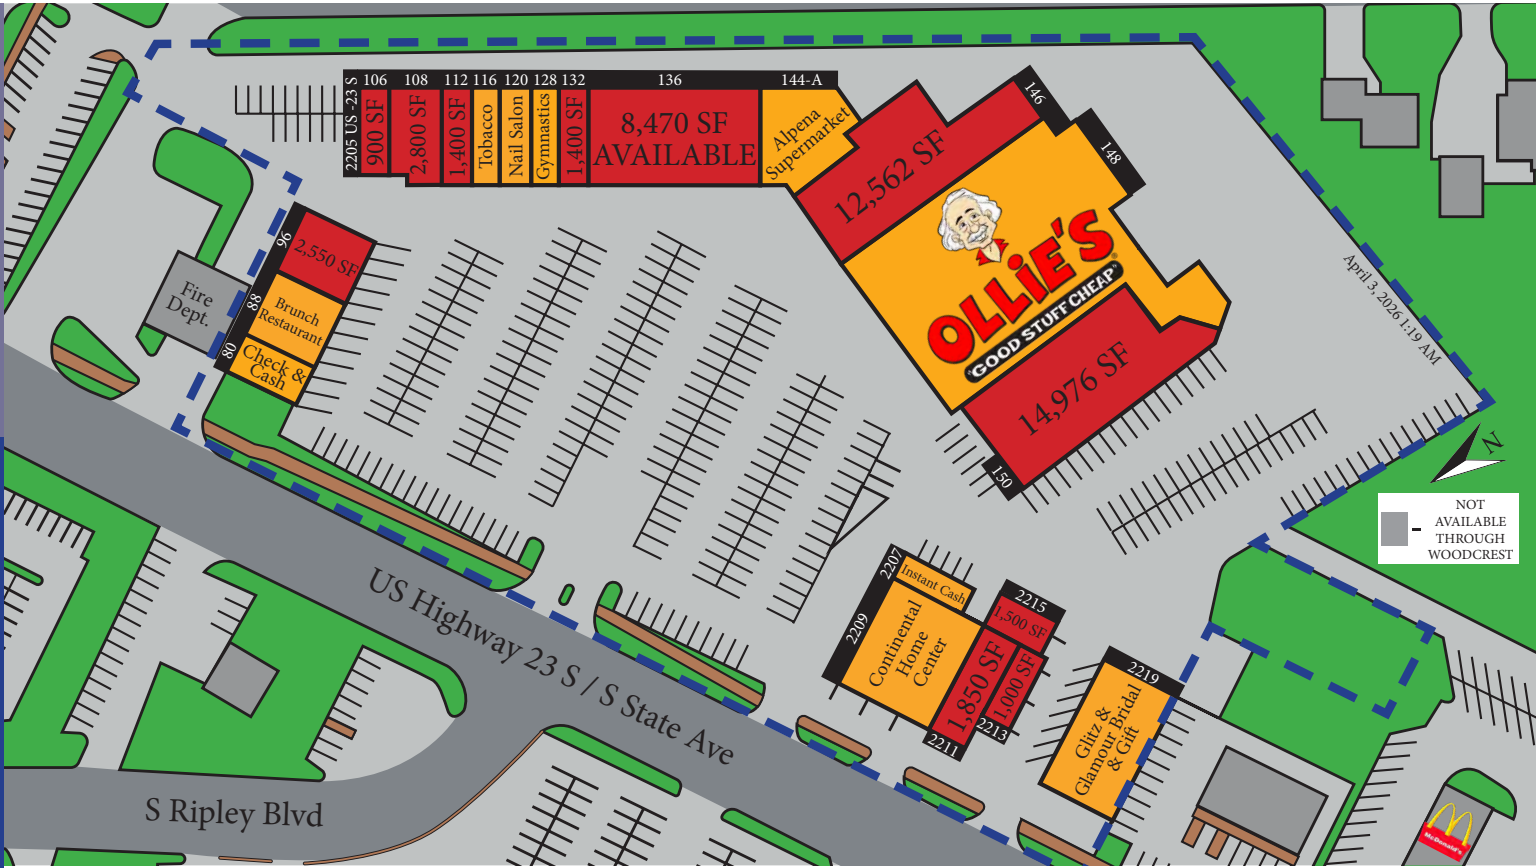 2205 US -23 S
106
108
112
116
120
128
132
136
144-A
900 SF
2,800 SF
1,400 SF
Tobacco
Nail Salon
Gymnastics
1,400 SF
8,470 SF
AVAILABLE
Alpena
Supermarket
146
12,562 SF
148
OLLiE'S
GOOD STUFF CHEAP
14,976 SF
150
96
2,550 SF
88
Brunch
Restaurant
80
Check &
Cash
Fire
Dept.
April 3, 2026 1:19 AM
N
NOT
AVAILABLE
THROUGH
WOODCREST
2207
Instant Cash
2209
Continental
Home
Center
2215
1,500 SF
1,850 SF
1,000 SF
2213
2211
2219
Glitz &
Glamour Bridal
& Gift
US Highway 23 S / S State Ave
S Ripley Blvd
McDonald's